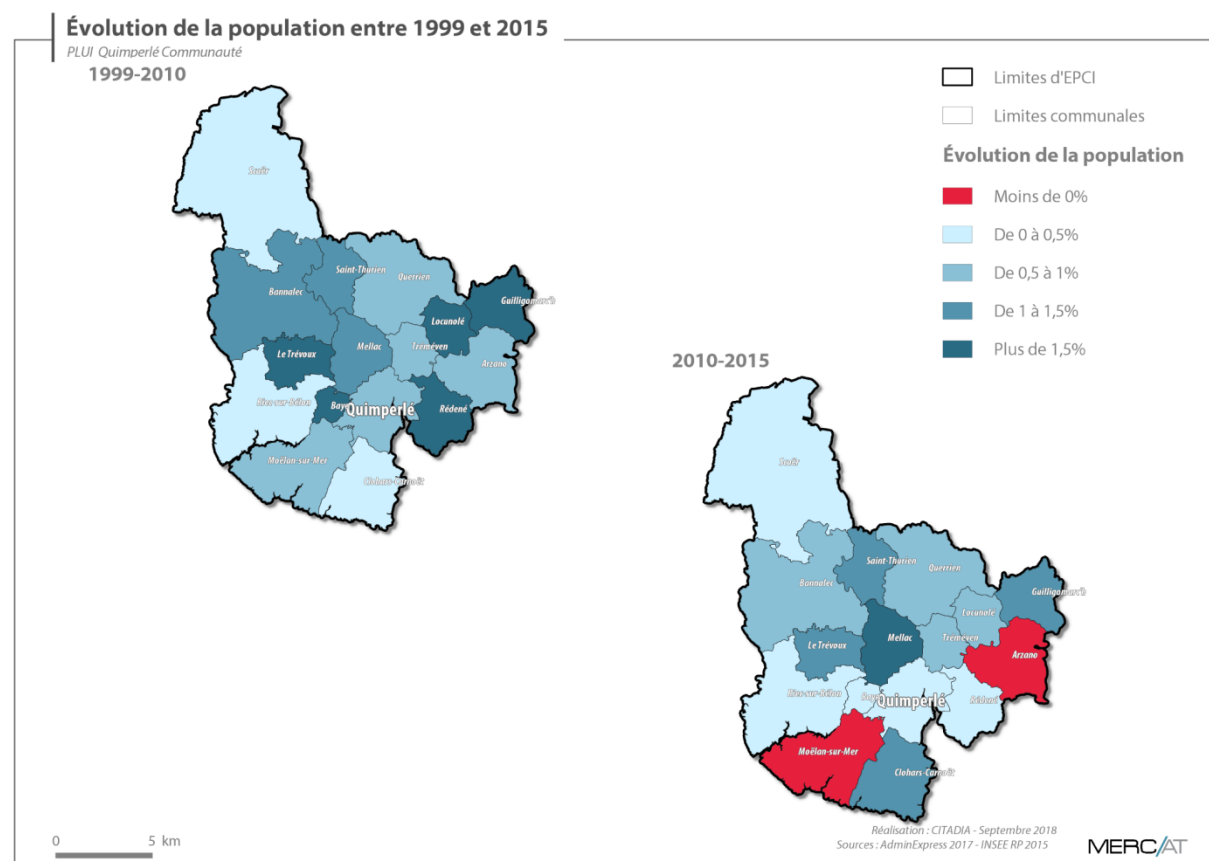 Évolution de la population entre 1999 et 2015
PLUI Quimperlé Communauté
1999-2010
Scaër
Saint-Thurien
Querrien
Bannalec
Guilligomarc'h
Locunolé
Le Trévoux
Mellac
Tréméven
Arzano
Riec-sur-Bélon
Baye
Quimperlé
Rédené
Moëlan-sur-Mer
Clohars-Carnoët
Limites d'EPCI
Limites communales
Évolution de la population
Moins de 0%
De 0 à 0,5%
De 0,5 à 1%
De 1 à 1,5%
Plus de 1,5%
2010-2015
Scaër
Saint-Thurien
Querrien
Bannalec
Guilligomarc'h
Locunolé
Le Trévoux
Mellac
Tréméven
Arzano
Riec-sur-Bélon
Baye
Quimperlé
Rédené
Moëlan-sur-Mer
Clohars-Carnoët
0 5 km
Réalisation : CITADIA - Septembre 2018
Sources : AdminExpress 2017 - INSEE RP 2015
MERC/AT